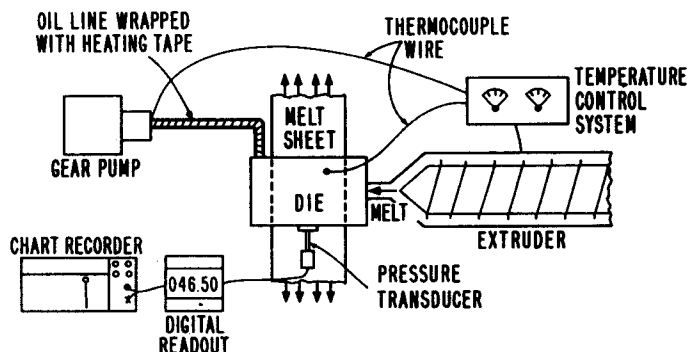 OIL LINE WRAPPED
WITH HEATING TAPE
THERMOCOUPLE
WIRE
TEMPERATURE
CONTROL
SYSTEM
MELT
SHEET
GEAR PUMP
DIE
MELT
EXTRUDER
CHART RECORDER
046.50
PRESSURE
TRANSDUCER
DIGITAL
READOUT